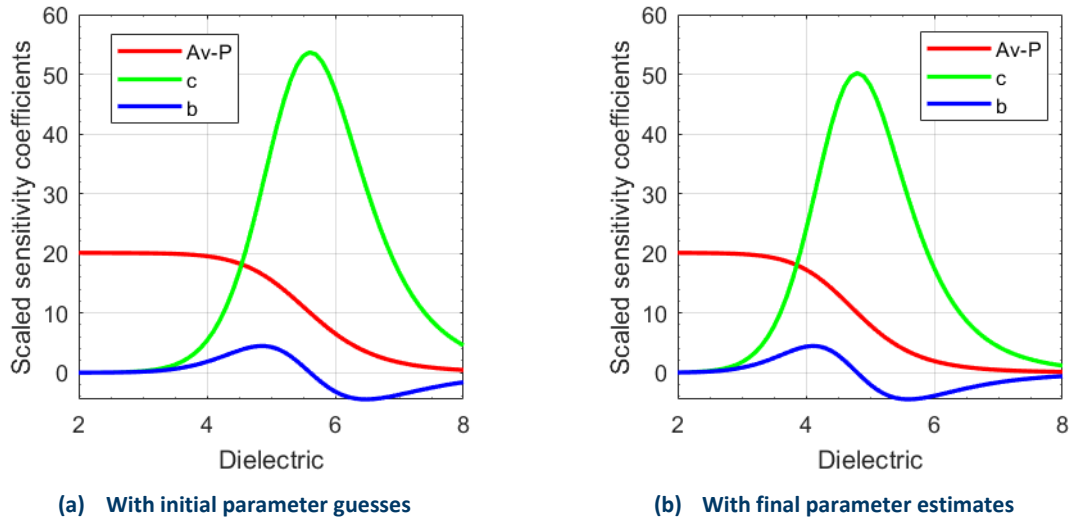 60
50
40
30
20
10
0
Scaled sensitivity coefficients
Av-P
c
b
2 4 6 8
Dielectric
(a) With initial parameter guesses
60
50
40
30
20
10
0
Scaled sensitivity coefficients
Av-P
c
b
2 4 6 8
Dielectric
(b) With final parameter estimates